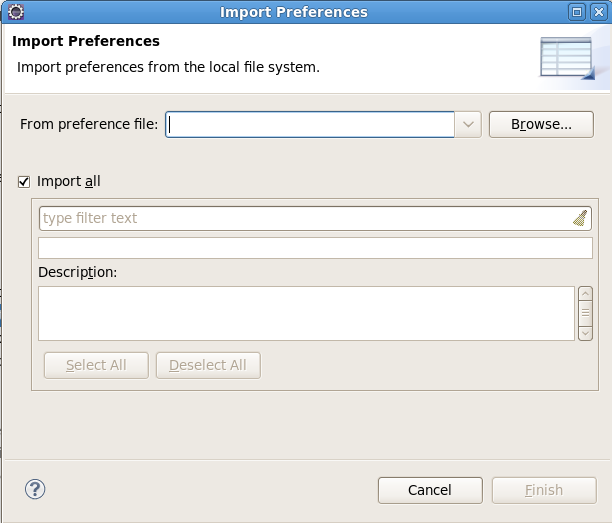 Import Preferences
Import Preferences
Import preferences from the local file system.
From preference file:
Browse...
Import all
type filter text
Description:
Select All
Deselect All
?
Cancel
Finish